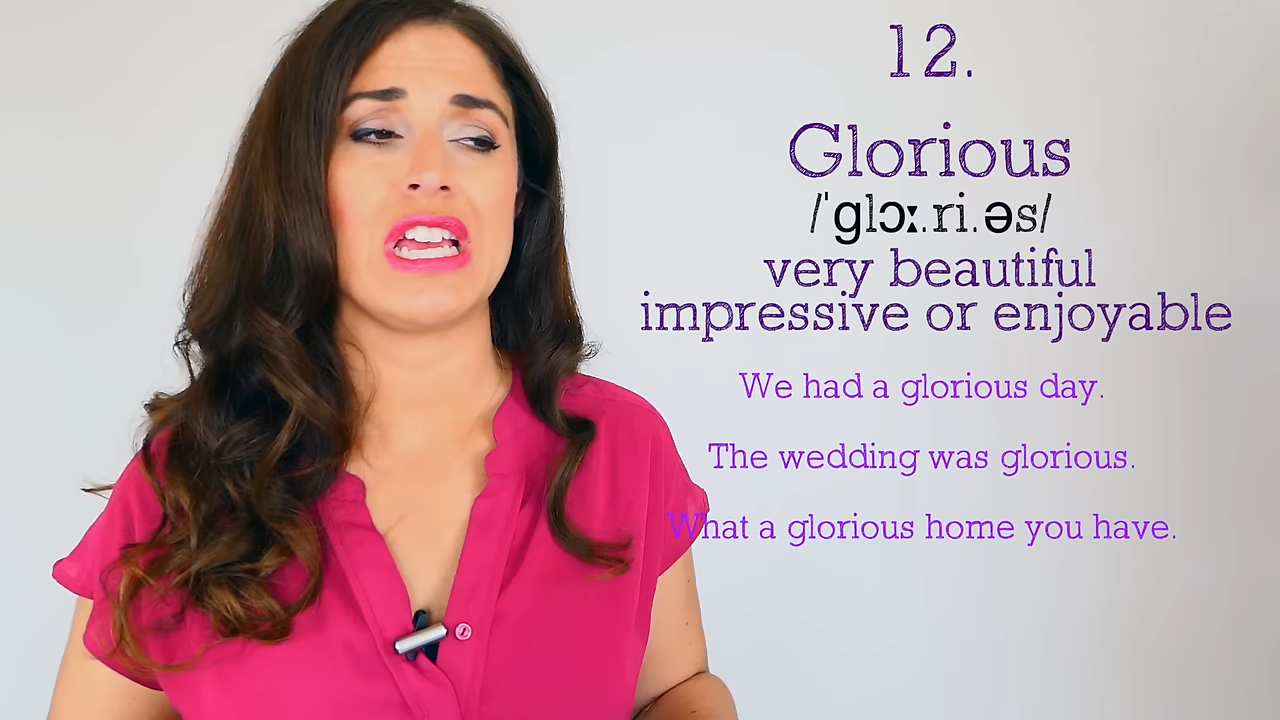 12.
Glorious
/ˈɡlɔː.ri.əs/
very beautiful
impressive or enjoyable
We had a glorious day.
The wedding was glorious.
What a glorious home you have.